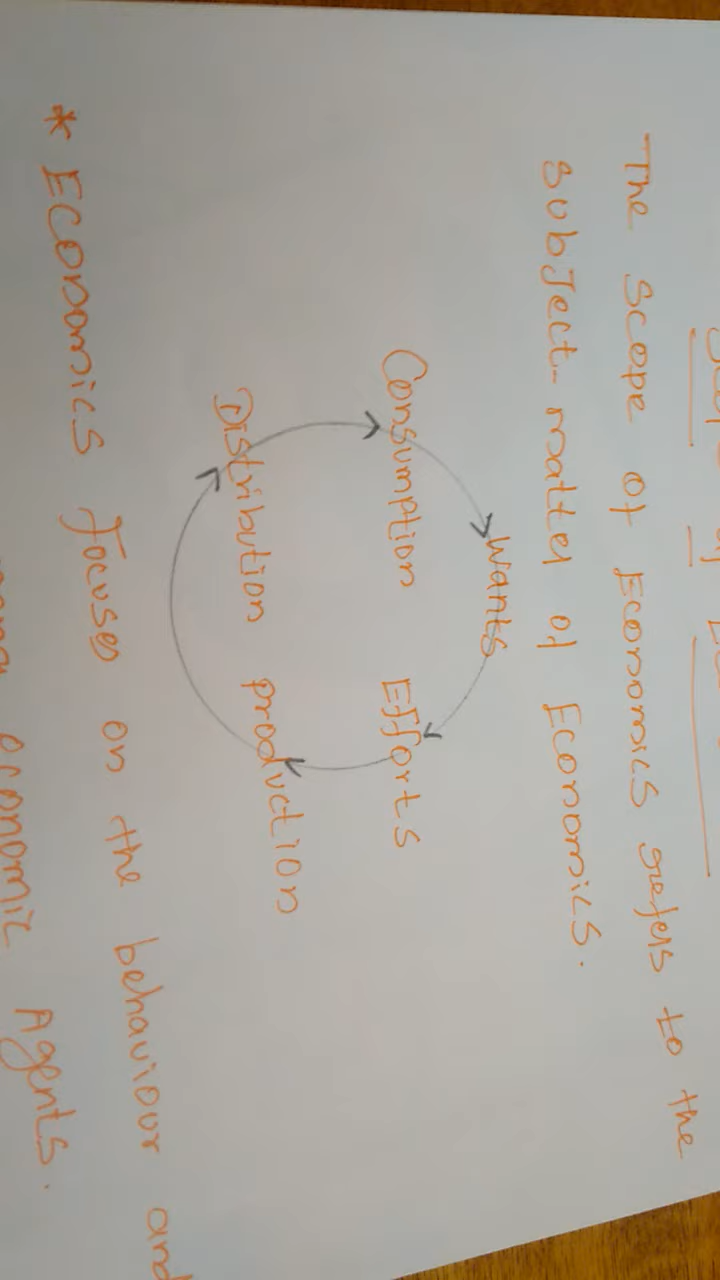 The Scope of Economics refers to the
Subject-matter of Economics.
Wants
Consumption Efforts
Distribution Production
* Economics focuses on the behaviour and
economic Agents.